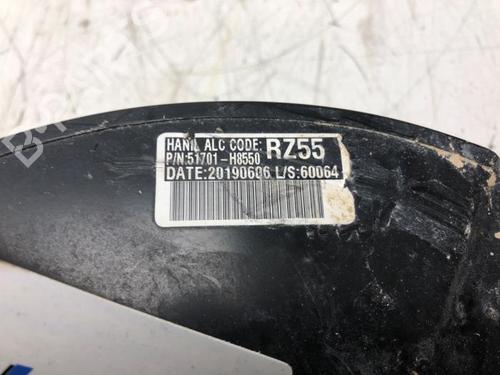 HANIL ALC CODE: RZ55
P/N:51701-H8550
DATE:20190606 L/S:60064